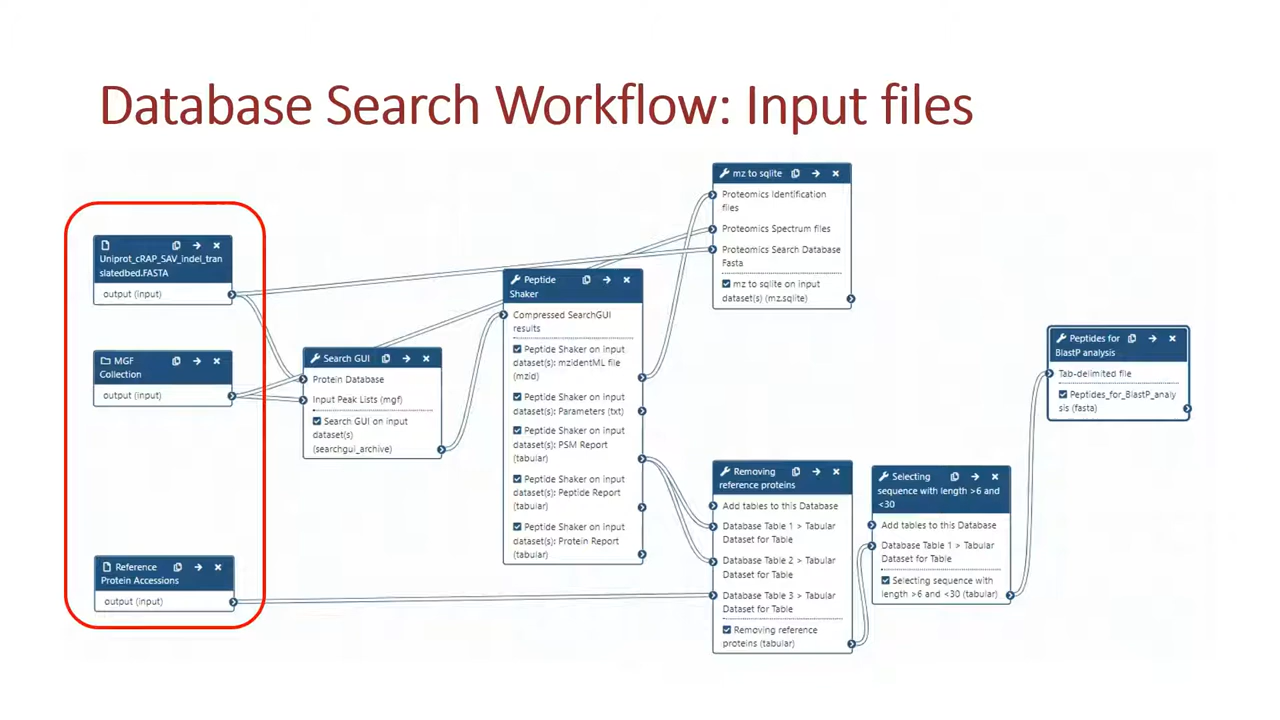 Database Search Workflow: Input files
Uniprot_cRAP_SAV_indel_tran
slatedbed.FASTA
output (input)
MGF
Collection
output (input)
Reference
Protein Accessions
output (input)
Search GUI
Protein Database
Input Peak Lists (mgf)
Search GUI on input
dataset(s)
(searchgui_archive)
Peptide
Shaker
Compressed SearchGUI
results
Peptide Shaker on input
dataset(s): mzidentML file
(mzid)
Peptide Shaker on input
dataset(s): Parameters (txt)
Peptide Shaker on input
dataset(s): PSM Report
(tabular)
Peptide Shaker on input
dataset(s): Peptide Report
(tabular)
Peptide Shaker on input
dataset(s): Protein Report
(tabular)
mz to sqlite
Proteomics Identification
files
Proteomics Spectrum files
Proteomics Search Database
Fasta
mz to sqlite on input
dataset(s) (mz.sqlite)
Removing
reference proteins
Add tables to this Database
Database Table 1 > Tabular
Dataset for Table
Database Table 2 > Tabular
Dataset for Table
Database Table 3 > Tabular
Dataset for Table
Removing reference
proteins (tabular)
Selecting
sequence with length >6 and
<30
Add tables to this Database
Database Table 1 > Tabular
Dataset for Table
Selecting sequence with
length >6 and <30 (tabular)
Peptides for
BlastP analysis
Tab-delimited file
Peptides_for_BlastP_analy
sis (fasta)